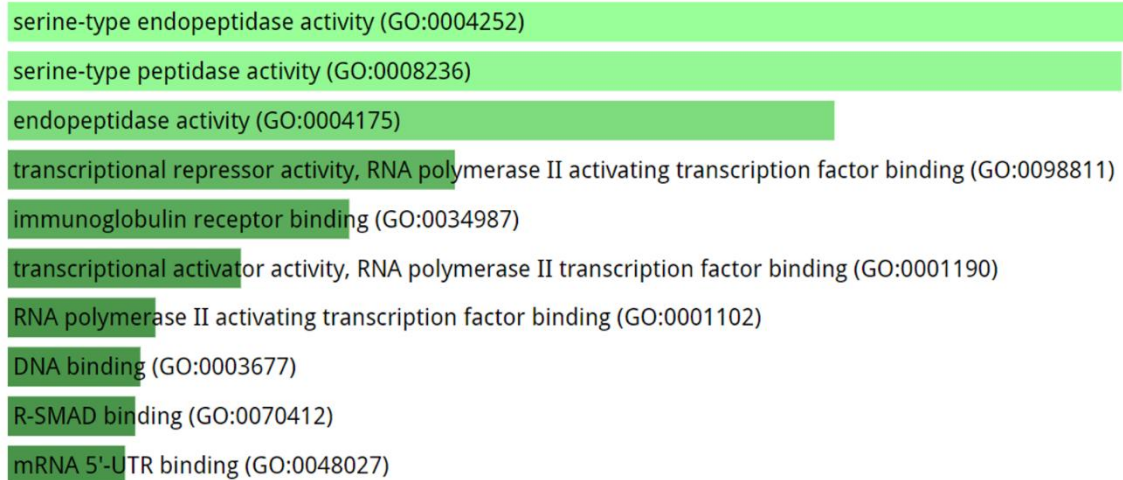 serine-type endopeptidase activity (GO:0004252)
serine-type peptidase activity (GO:0008236)
endopeptidase activity (GO:0004175)
transcriptional repressor activity, RNA polymerase II activating transcription factor binding (GO:0098811)
immunoglobulin receptor binding (GO:0034987)
transcriptional activator activity, RNA polymerase II transcription factor binding (GO:0001190)
RNA polymerase II activating transcription factor binding (GO:0001102)
DNA binding (GO:0003677)
R-SMAD binding (GO:0070412)
mRNA 5'-UTR binding (GO:0048027)